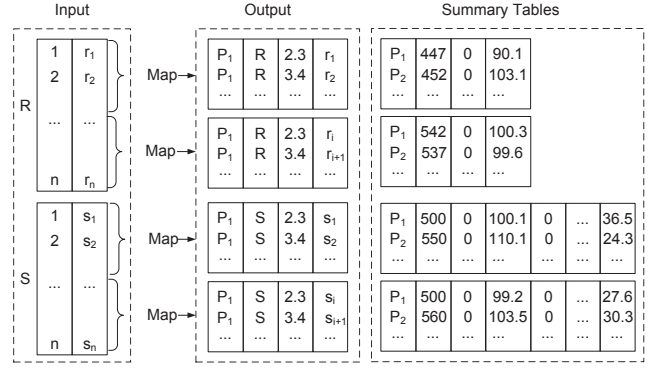 Input Output Summary Tables
R
1 r1
2 r2
... ...
n rn
Map
P1 R 2.3 r1
P1 R 3.4 r2
... ... ... ...
P1 447 0 90.1
P2 452 0 103.1
... ... ...
Map
P1 R 2.3 ri
P1 R 3.4 ri+1
... ... ... ...
P1 542 0 100.3
P2 537 0 99.6
... ... ...
S
1 s1
2 s2
... ...
n sn
Map
P1 S 2.3 s1
P1 S 3.4 s2
... ... ... ...
P1 500 0 100.1 0 ... 36.5
P2 550 0 110.1 0 ... 24.3
... ... ... ...
Map
P1 S 2.3 si
P1 S 3.4 si+1
... ... ... ...
P1 500 0 99.2 0 ... 27.6
P2 560 0 103.5 0 ... 30.3
... ... ... ...